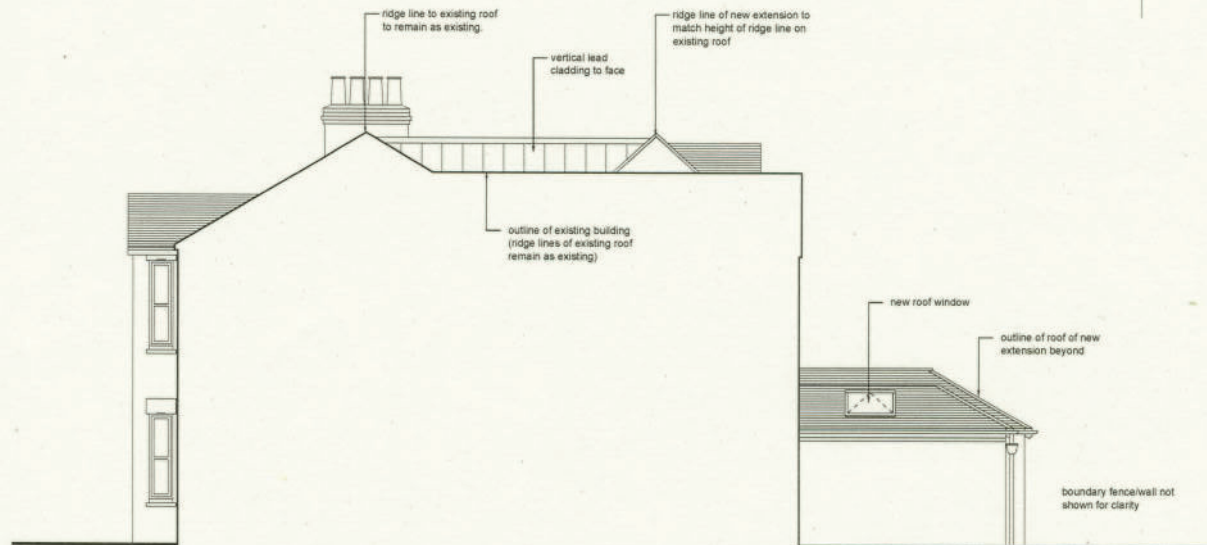 ridge line to existing roof
to remain as existing.
ridge line of new extension to
match height of ridge line on
existing roof
vertical lead
cladding to face
outline of existing building
(ridge lines of existing roof
remain as existing)
new roof window
outline of roof of new
extension beyond
boundary fence/wall not
shown for clarity